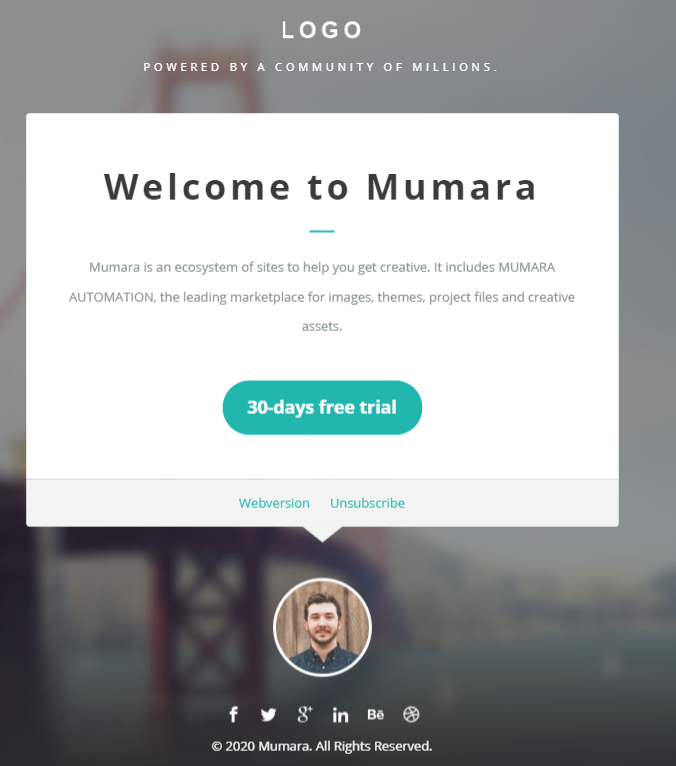 LOGO
POWERED BY A COMMUNITY OF MILLIONS.
Welcome to Mumara
Mumara is an ecosystem of sites to help you get creative. It includes MUMARA
AUTOMATION, the leading marketplace for images, themes, project files and creative
assets.
30-days free trial
Webversion Unsubscribe
f g+ in Bē
© 2020 Mumara. All Rights Reserved.